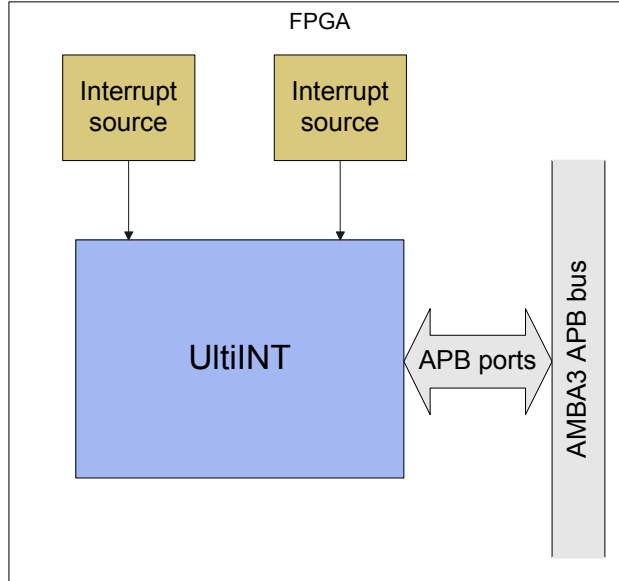 FPGA
Interrupt
source
Interrupt
source
UltiINT
APB ports
AMBA3 APB bus